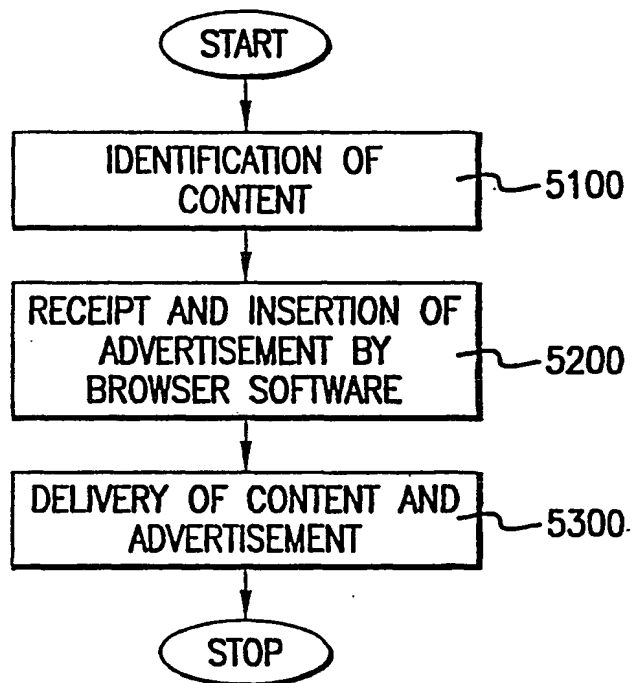 START
IDENTIFICATION OF
CONTENT
5100
RECEIPT AND INSERTION OF
ADVERTISEMENT BY
BROWSER SOFTWARE
5200
DELIVERY OF CONTENT AND
ADVERTISEMENT
5300
STOP